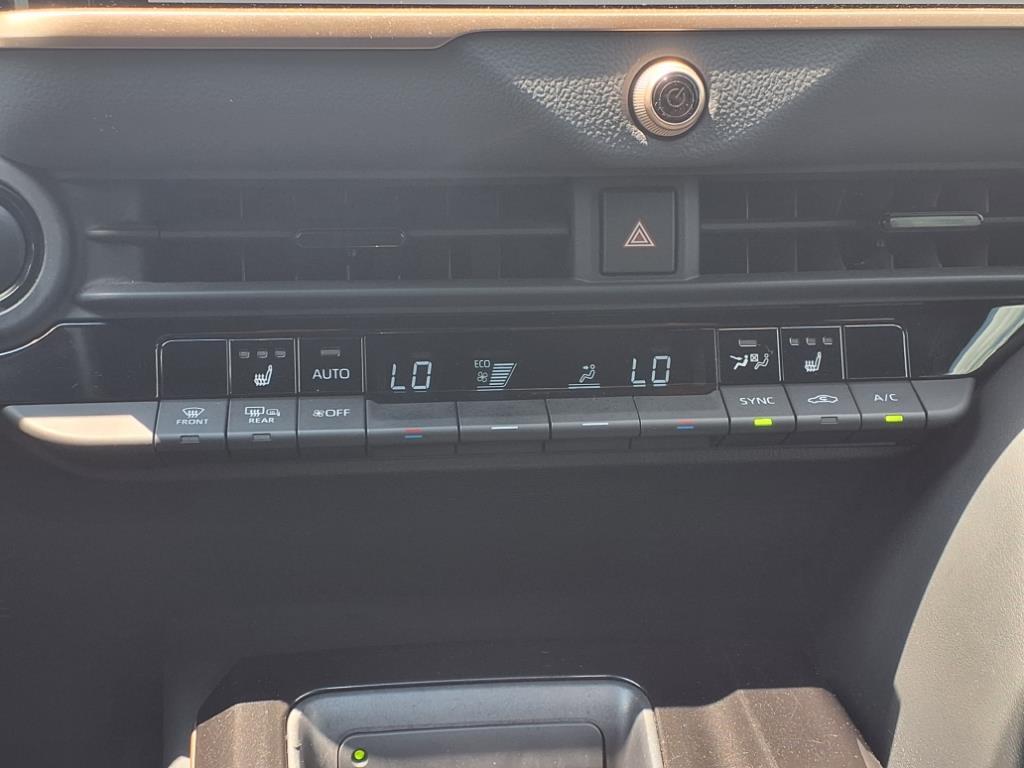 AUTO
LO
ECO
LO
FRONT
REAR
OFF
SYNC
A/C